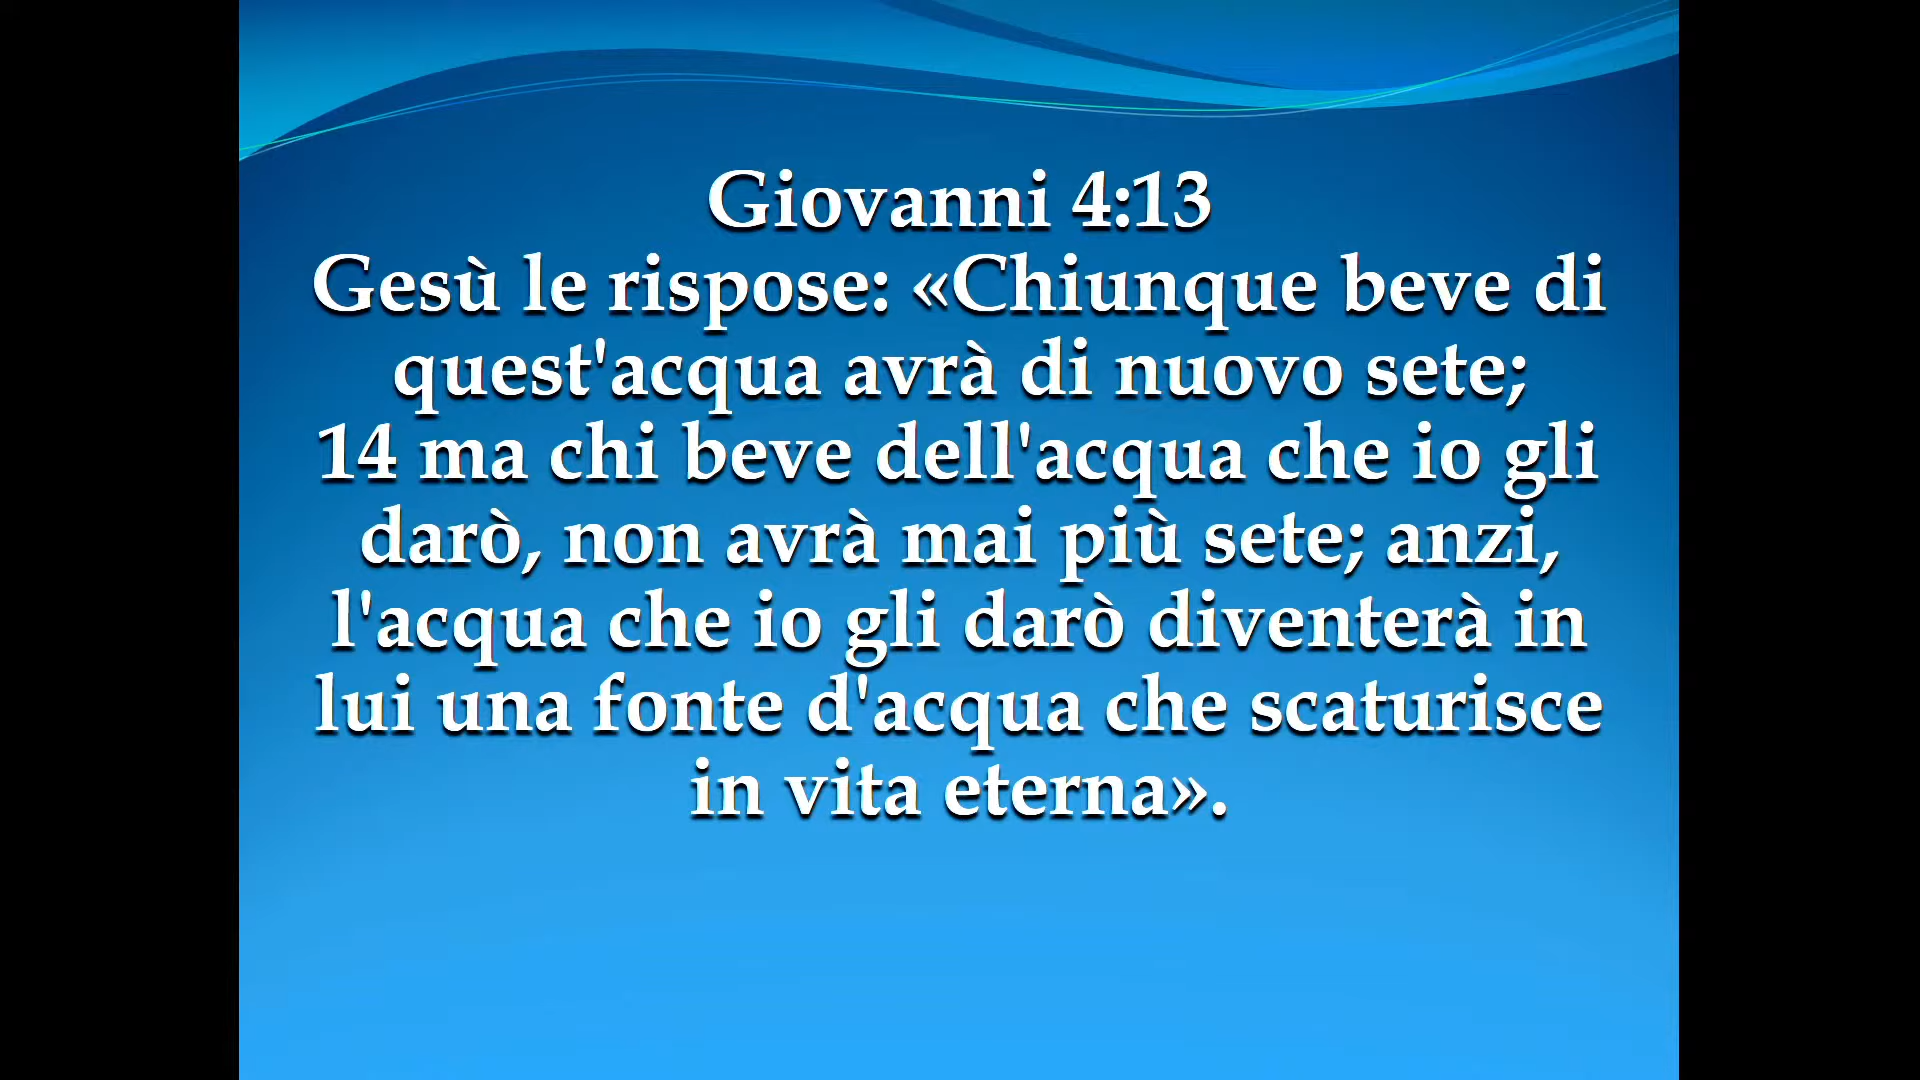 Giovanni 4:13
Gesù le rispose: «Chiunque beve di
quest'acqua avrà di nuovo sete;
14 ma chi beve dell'acqua che io gli
darò, non avrà mai più sete; anzi,
l'acqua che io gli darò diventerà in
lui una fonte d'acqua che scaturisce
in vita eterna».